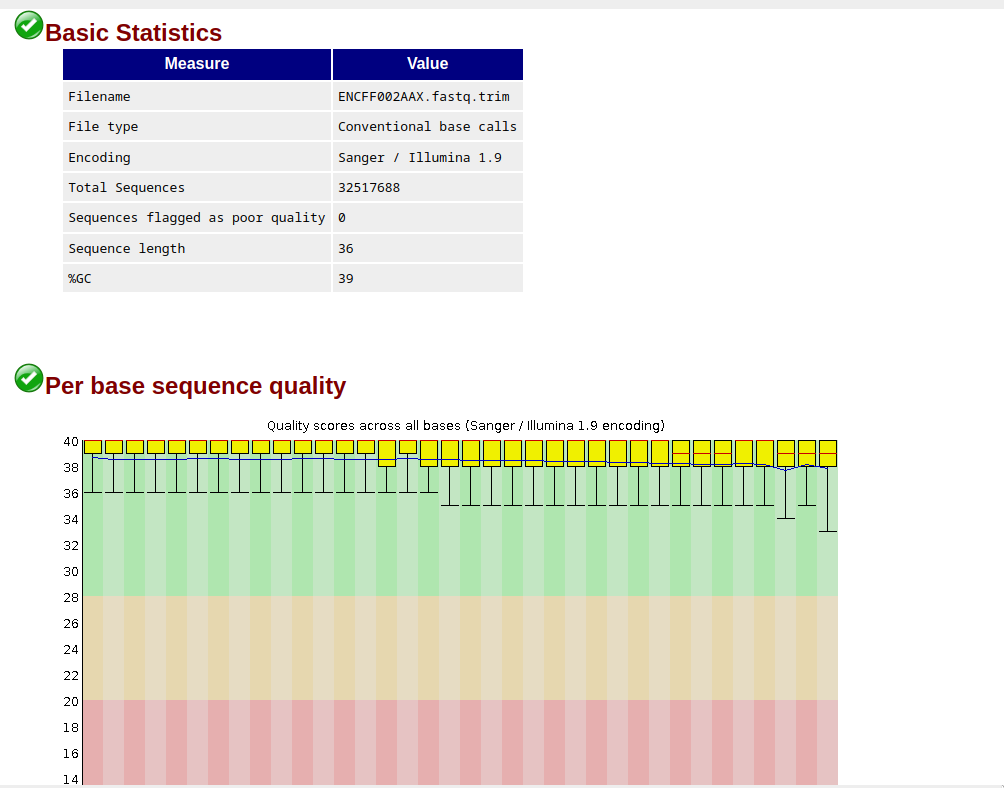 Basic Statistics
Measure Value
Filename ENCFF002AAX.fastq.trim
File type Conventional base calls
Encoding Sanger / Illumina 1.9
Total Sequences 32517688
Sequences flagged as poor quality 0
Sequence length 36
%GC 39
Per base sequence quality
Quality scores across all bases (Sanger / Illumina 1.9 encoding)
40
38
36
34
32
30
28
26
24
22
20
18
16
14